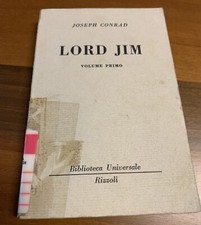 JOSEPH CONRAD
LORD JIM
VOLUME PRIMO
Biblioteca Universale
Rizzoli